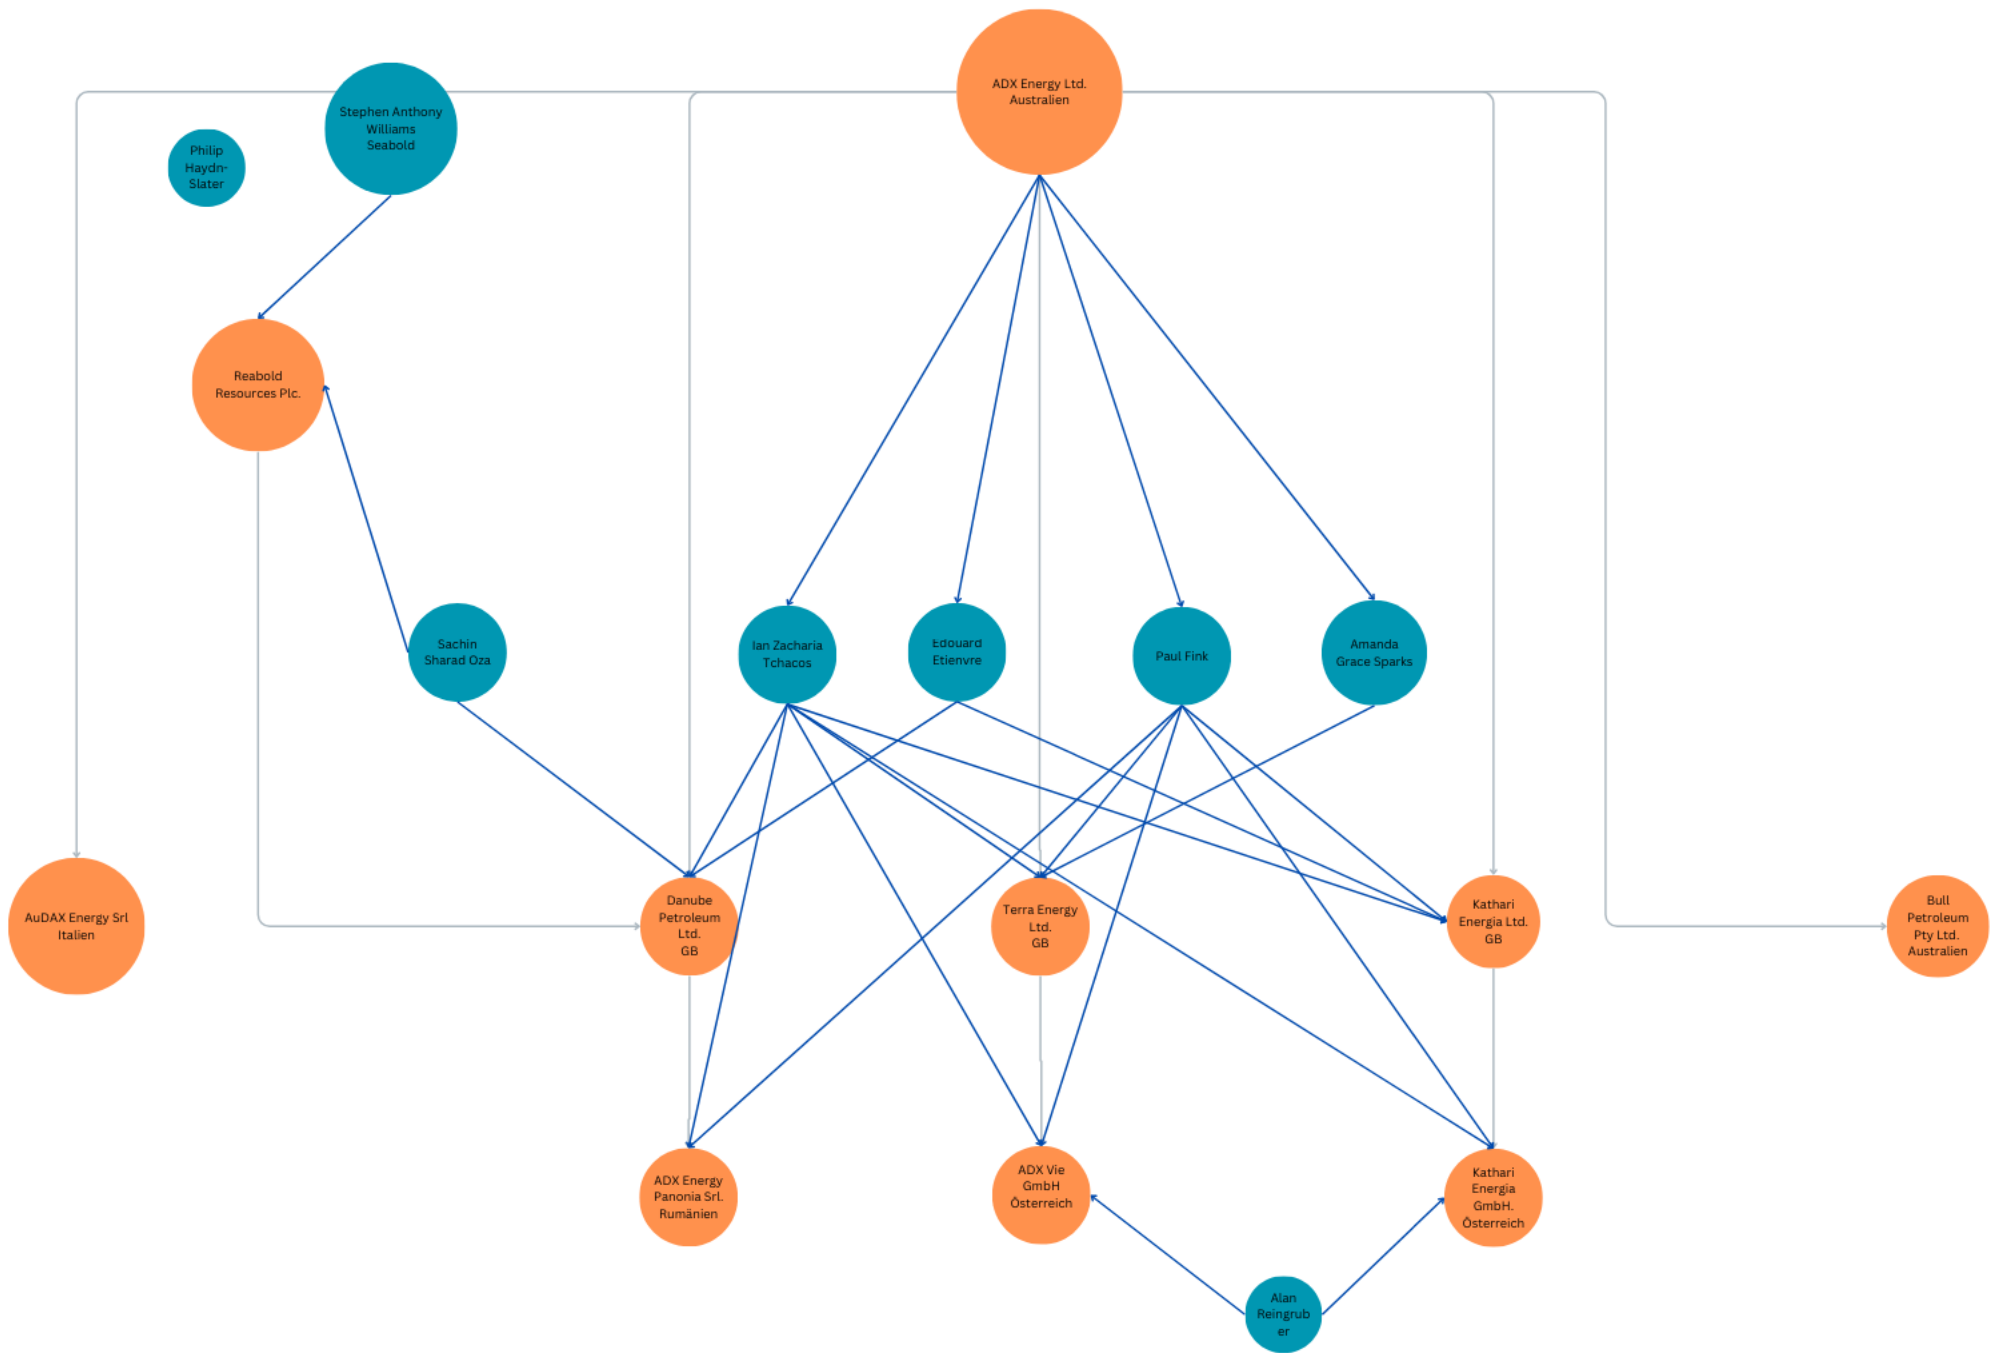 ADX Energy Ltd.
Australien
Stephen Anthony
Williams
Seabold
Philip
Haydn-
Slater
Reabold
Resources Plc.
Sachin
Sharad Oza
Ian Zacharia
Tchacos
Edouard
Etienvre
Paul Fink
Amanda
Grace Sparks
AuDAX Energy Srl
Italien
Danube
Petroleum
Ltd.
GB
Terra Energy
Ltd.
GB
Kathari
Energia Ltd.
GB
Bull
Petroleum
Pty Ltd.
Australien
ADX Energy
Panonia Srl.
Rumänien
ADX Vie
GmbH
Österreich
Kathari
Energia
GmbH.
Österreich
Alan
Reingrub
er